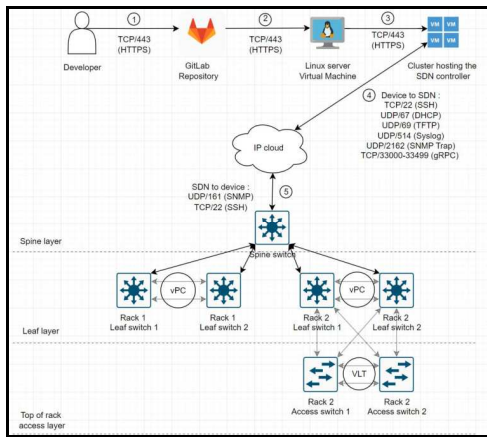 1
2
3
TCP/443
(HTTPS)
TCP/443
(HTTPS)
TCP/443
(HTTPS)
VM VM
VM VM
Developer
GitLab
Repository
Linux server
Virtual Machine
Cluster hosting the
SDN controller
4
Device to SDN :
TCP/22 (SSH)
UDP/67 (DHCP)
UDP/69 (TFTP)
UDP/514 (Syslog)
UDP/2162 (SNMP Trap)
TCP/33000-33499 (gRPC)
IP cloud
SDN to device :
UDP/161 (SNMP)
TCP/22 (SSH)
5
Spine switch
Spine layer
vPC
vPC
Rack 1
Leaf switch 1
Rack 1
Leaf switch 2
Rack 2
Leaf switch 1
Rack 2
Leaf switch 2
Leaf layer
VLT
Rack 2
Access switch 1
Rack 2
Access switch 2
Top of rack
access layer